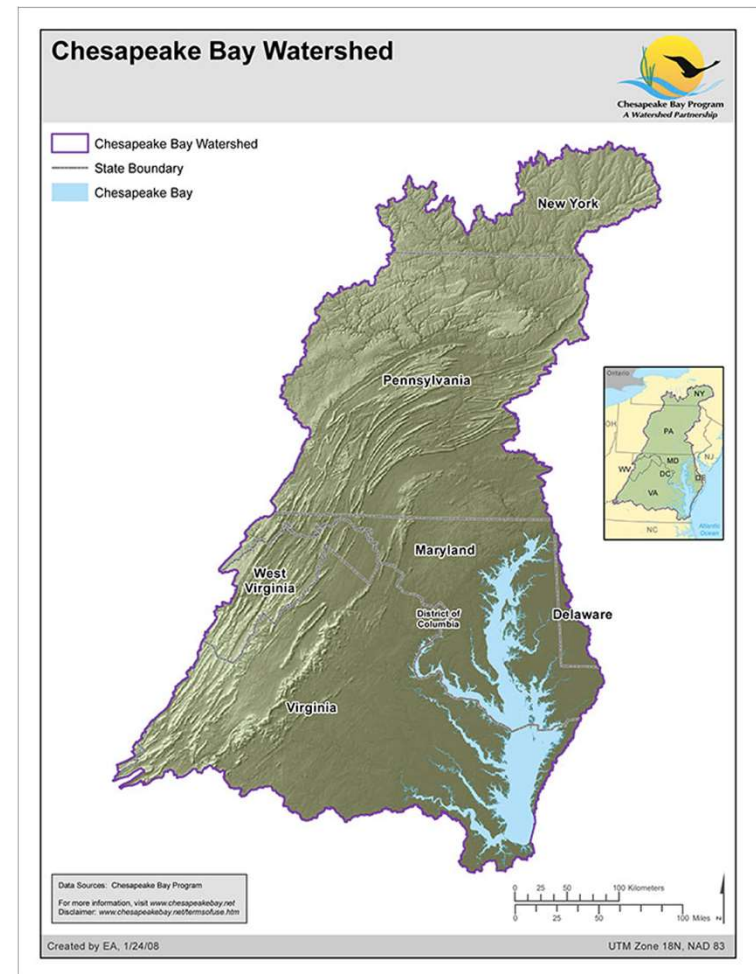 Chesapeake Bay Watershed
Chesapeake Bay Program
A Watershed Partnership
Chesapeake Bay Watershed
State Boundary
Chesapeake Bay
New York
Pennsylvania
Maryland
West
Virginia
District of
Columbia
Delaware
Virginia
Ontario
NY
PA
OH
NJ
MD
WV
DC
DE
VA
NC
Atlantic
Ocean
Data Sources: Chesapeake Bay Program
For more information, visit www.chesapeakebay.net
Disclaimer: www.chesapeakebay.net/termsofuse.htm
0 25 50 100 Kilometers
0 25 50 100 Miles
N
Created by EA, 1/24/08
UTM Zone 18N, NAD 83